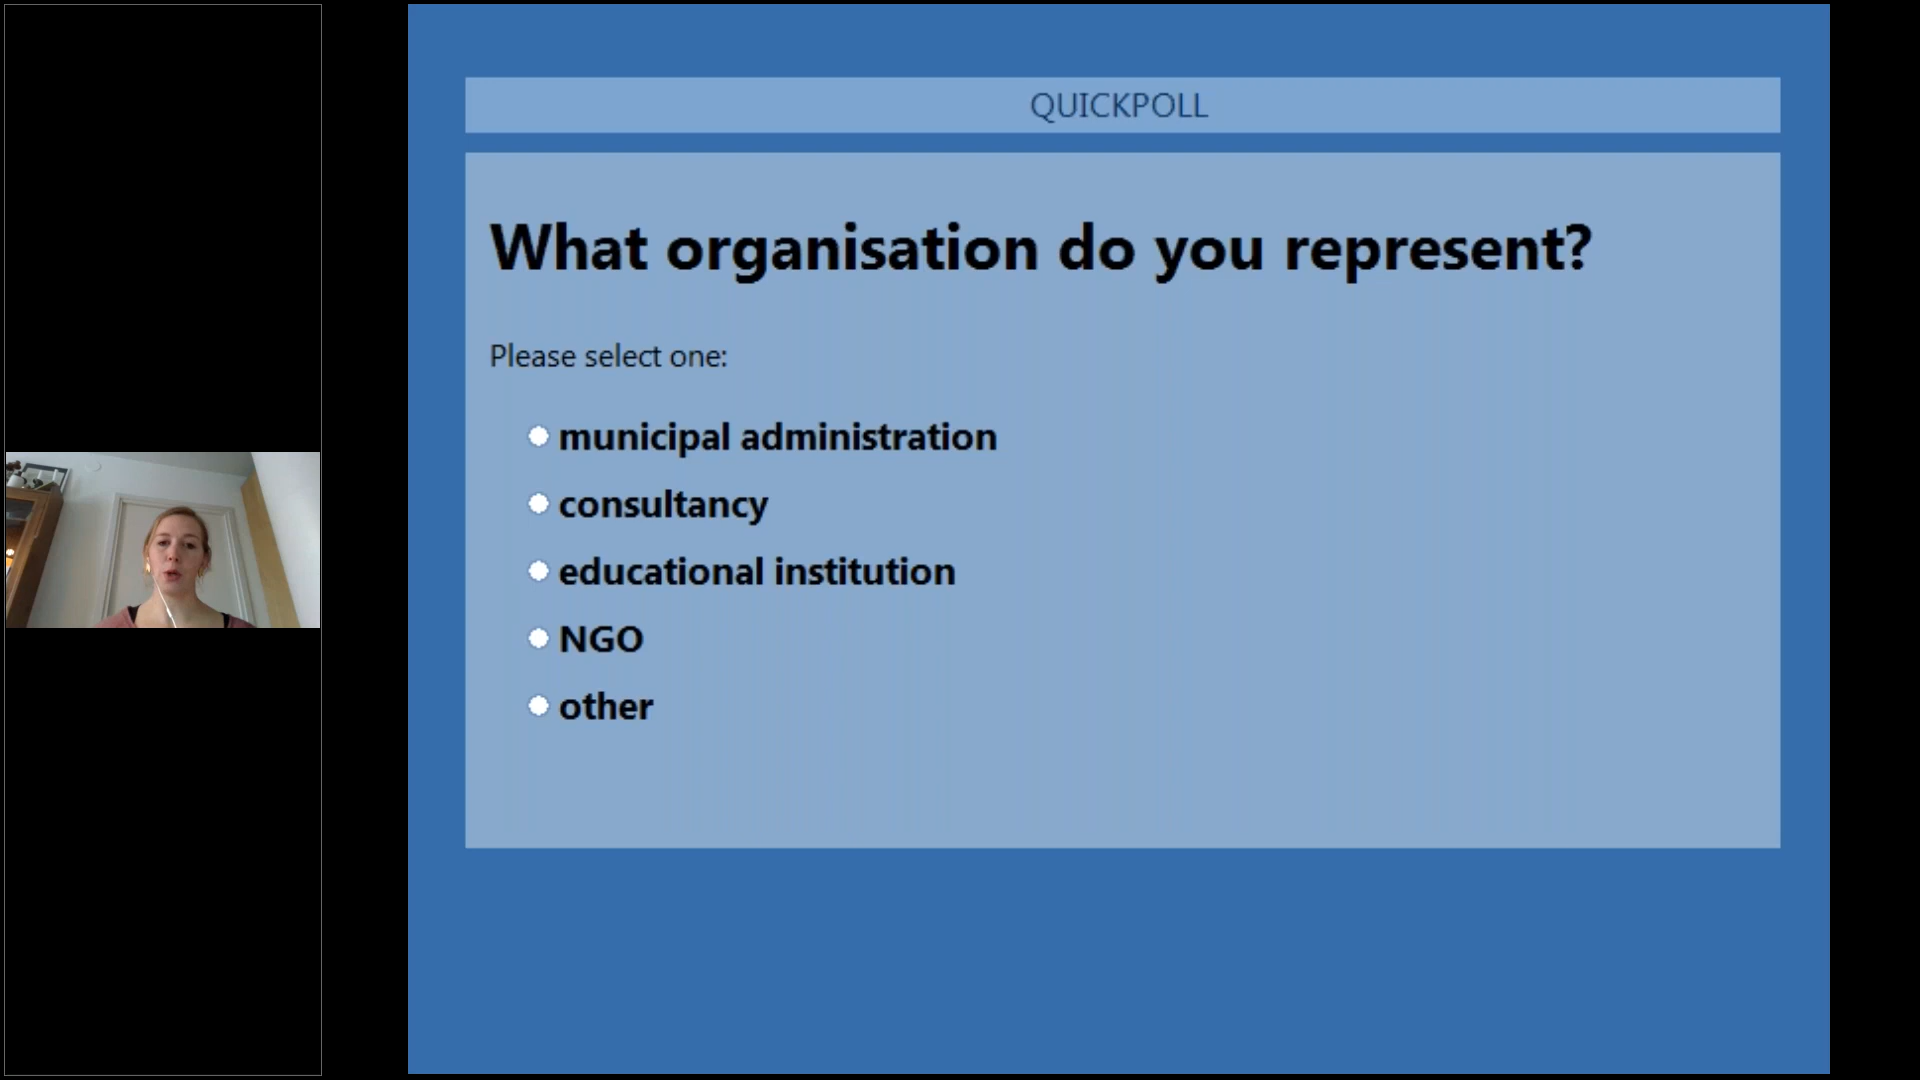 QUICKPOLL
What organisation do you represent?
Please select one:
municipal administration
consultancy
educational institution
NGO
other